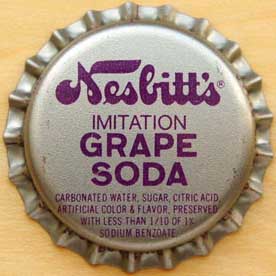 Nesbitt's®
IMITATION
GRAPE
SODA
CARBONATED WATER, SUGAR, CITRIC ACID,
ARTIFICIAL COLOR & FLAVOR, PRESERVED
WITH LESS THAN 1/10 OF 1%
SODIUM BENZOATE